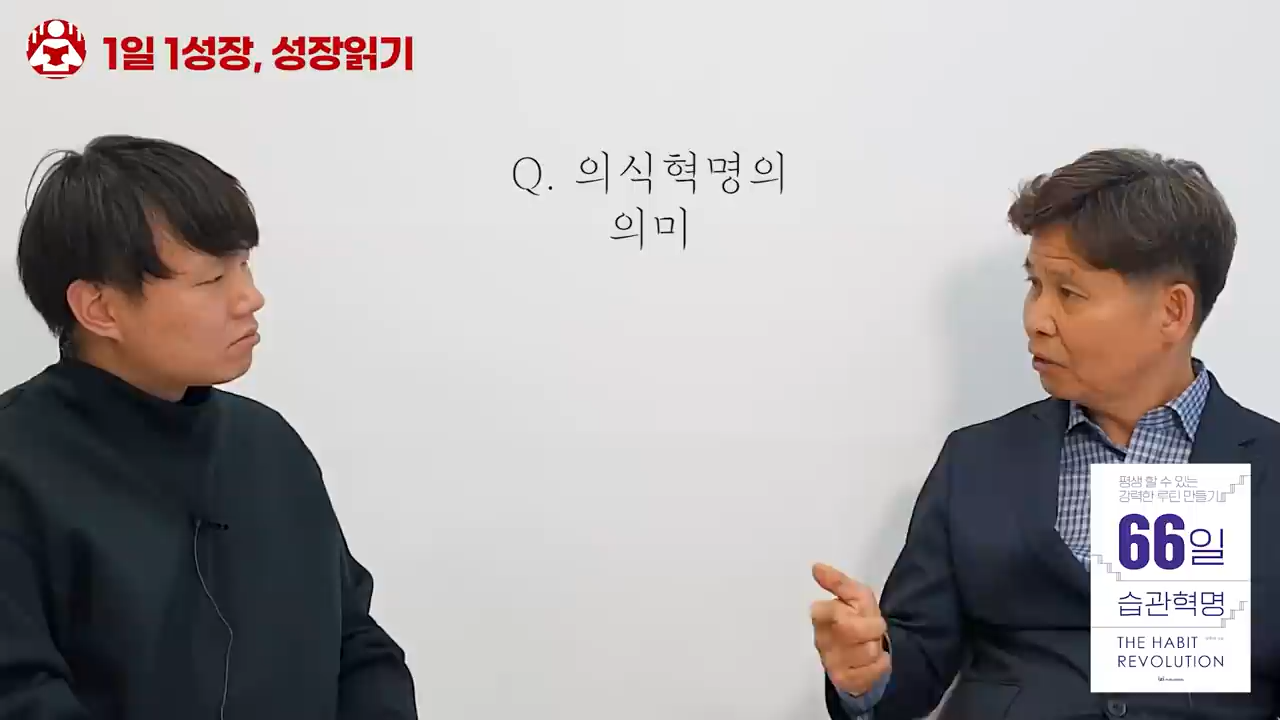 1일 1성장, 성장읽기
Q. 의식혁명의
의미
평생 할 수 있는
강력한 루틴 만들기
66일
습관혁명
THE HABIT
REVOLUTION